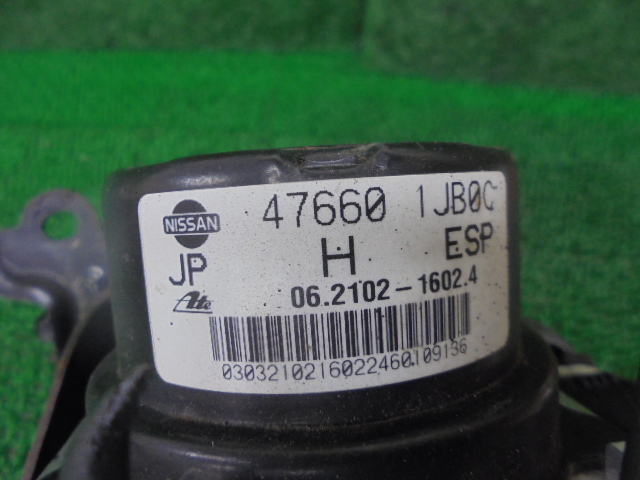 NISSAN 47660 1JB0C
JP H ESP
Ate 06.2102-1602.4
0303210216022460109136